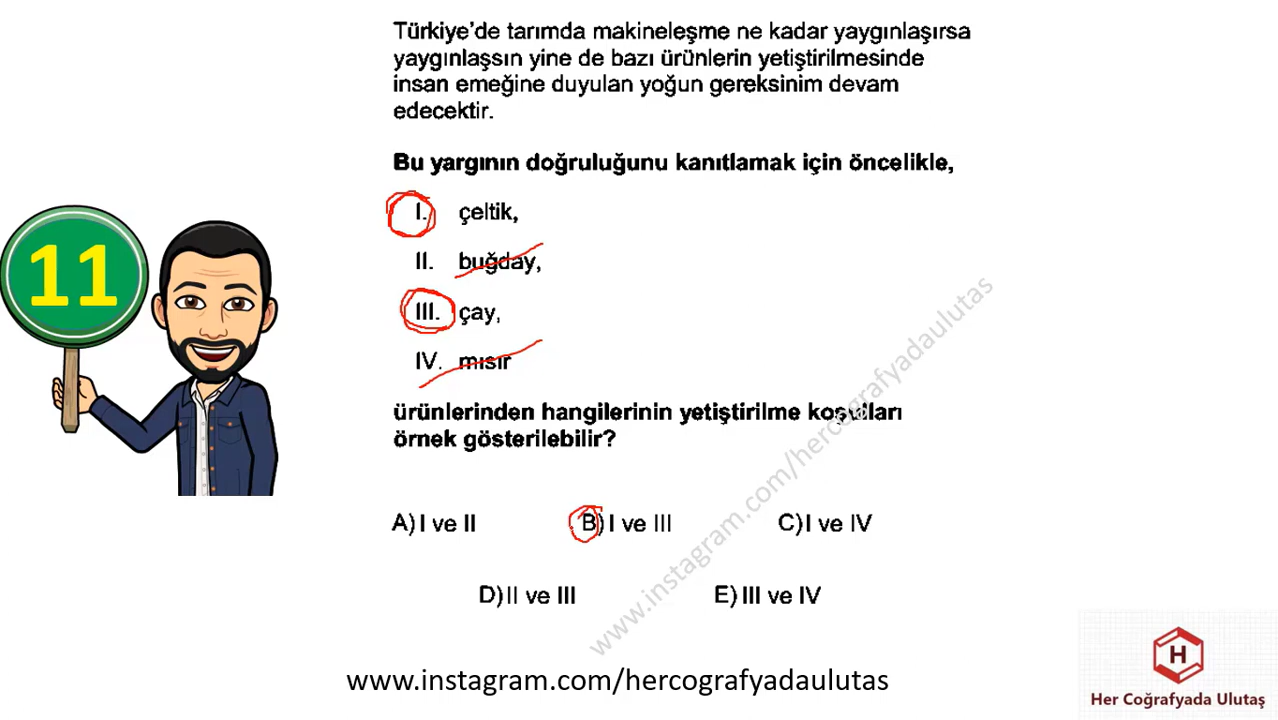 Türkiye’de tarımda makineleşme ne kadar yaygınlaşırsa
yaygınlaşsın yine de bazı ürünlerin yetiştirilmesinde
insan emeğine duyulan yoğun gereksinim devam
edecektir.
Bu yargının doğruluğunu kanıtlamak için öncelikle,
I. çeltik,
II. buğday,
III. çay,
IV. mısır
ürünlerinden hangilerinin yetiştirilme koşulları
örnek gösterilebilir?
A) I ve II
B) I ve III
C) I ve IV
D) II ve III
E) III ve IV
11
www.instagram.com/hercografyadaulutas
www.instagram.com/hercografyadaulutas
H
Her Coğrafyada Ulutaş